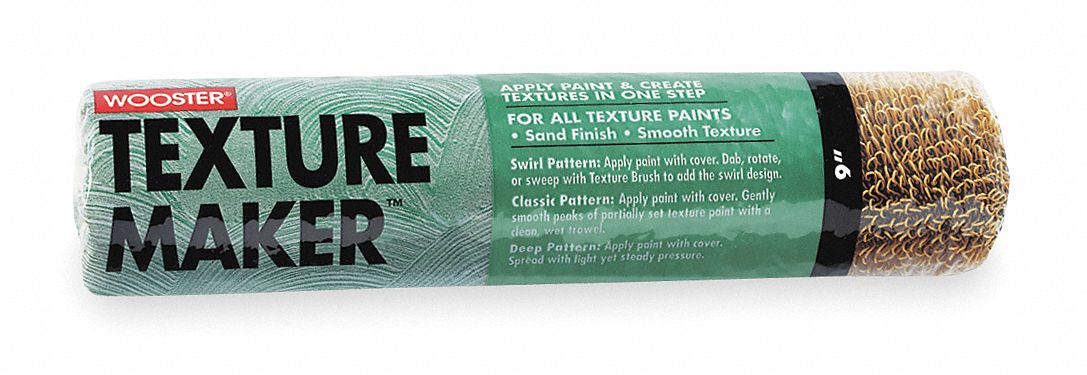 WOOSTER®
TEXTURE
MAKER™
APPLY PAINT & CREATE
TEXTURES IN ONE STEP
FOR ALL TEXTURE PAINTS
• Sand Finish • Smooth Texture
Swirl Pattern: Apply paint with cover. Dab, rotate,
or sweep with Texture Brush to add the swirl design.
Classic Pattern: Apply paint with cover. Gently
smooth peaks of partially set texture paint with a
clean, wet trowel.
Deep Pattern: Apply paint with cover.
Spread with light yet steady pressure.
9"